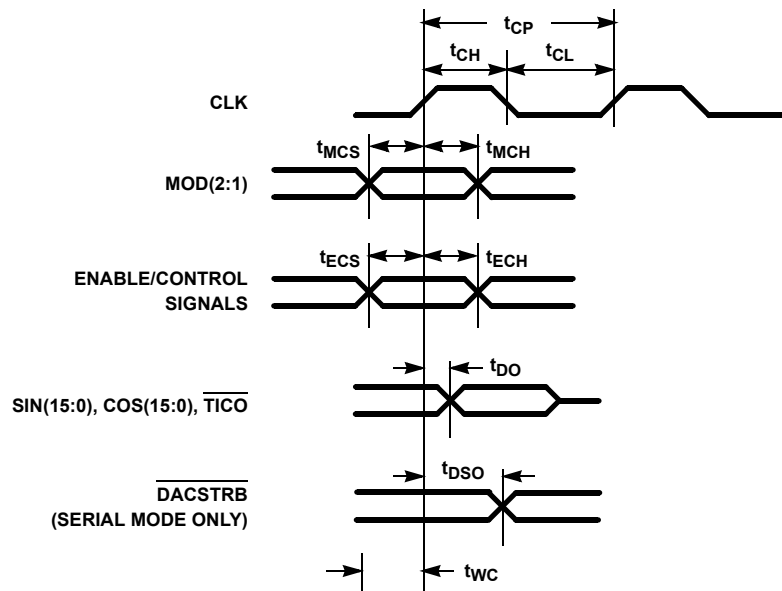 tCP
tCH tCL
CLK
tMCS tMCH
MOD(2:1)
tECS tECH
ENABLE/CONTROL
SIGNALS
tDO
SIN(15:0), COS(15:0), TICO
tDSO
DACSTRB
(SERIAL MODE ONLY)
tWC